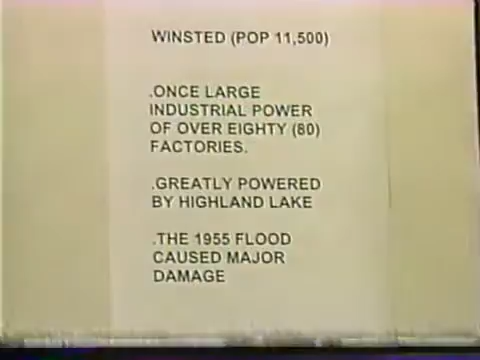 WINSTED (POP 11,500)
.ONCE LARGE
INDUSTRIAL POWER
OF OVER EIGHTY (80)
FACTORIES.
.GREATLY POWERED
BY HIGHLAND LAKE
.THE 1955 FLOOD
CAUSED MAJOR
DAMAGE